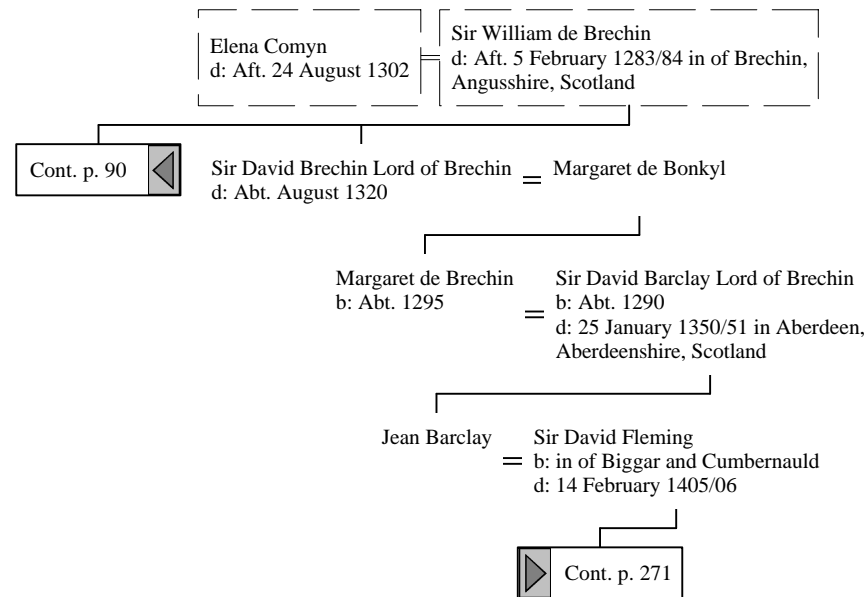 Elena Comyn
d: Aft. 24 August 1302
=
Sir William de Brechin
d: Aft. 5 February 1283/84 in of Brechin,
Angusshire, Scotland
Cont. p. 90
Sir David Brechin Lord of Brechin
d: Abt. August 1320
=
Margaret de Bonkyl
Margaret de Brechin
b: Abt. 1295
=
Sir David Barclay Lord of Brechin
b: Abt. 1290
d: 25 January 1350/51 in Aberdeen,
Aberdeenshire, Scotland
Jean Barclay
=
Sir David Fleming
b: in of Biggar and Cumbernauld
d: 14 February 1405/06
Cont. p. 271